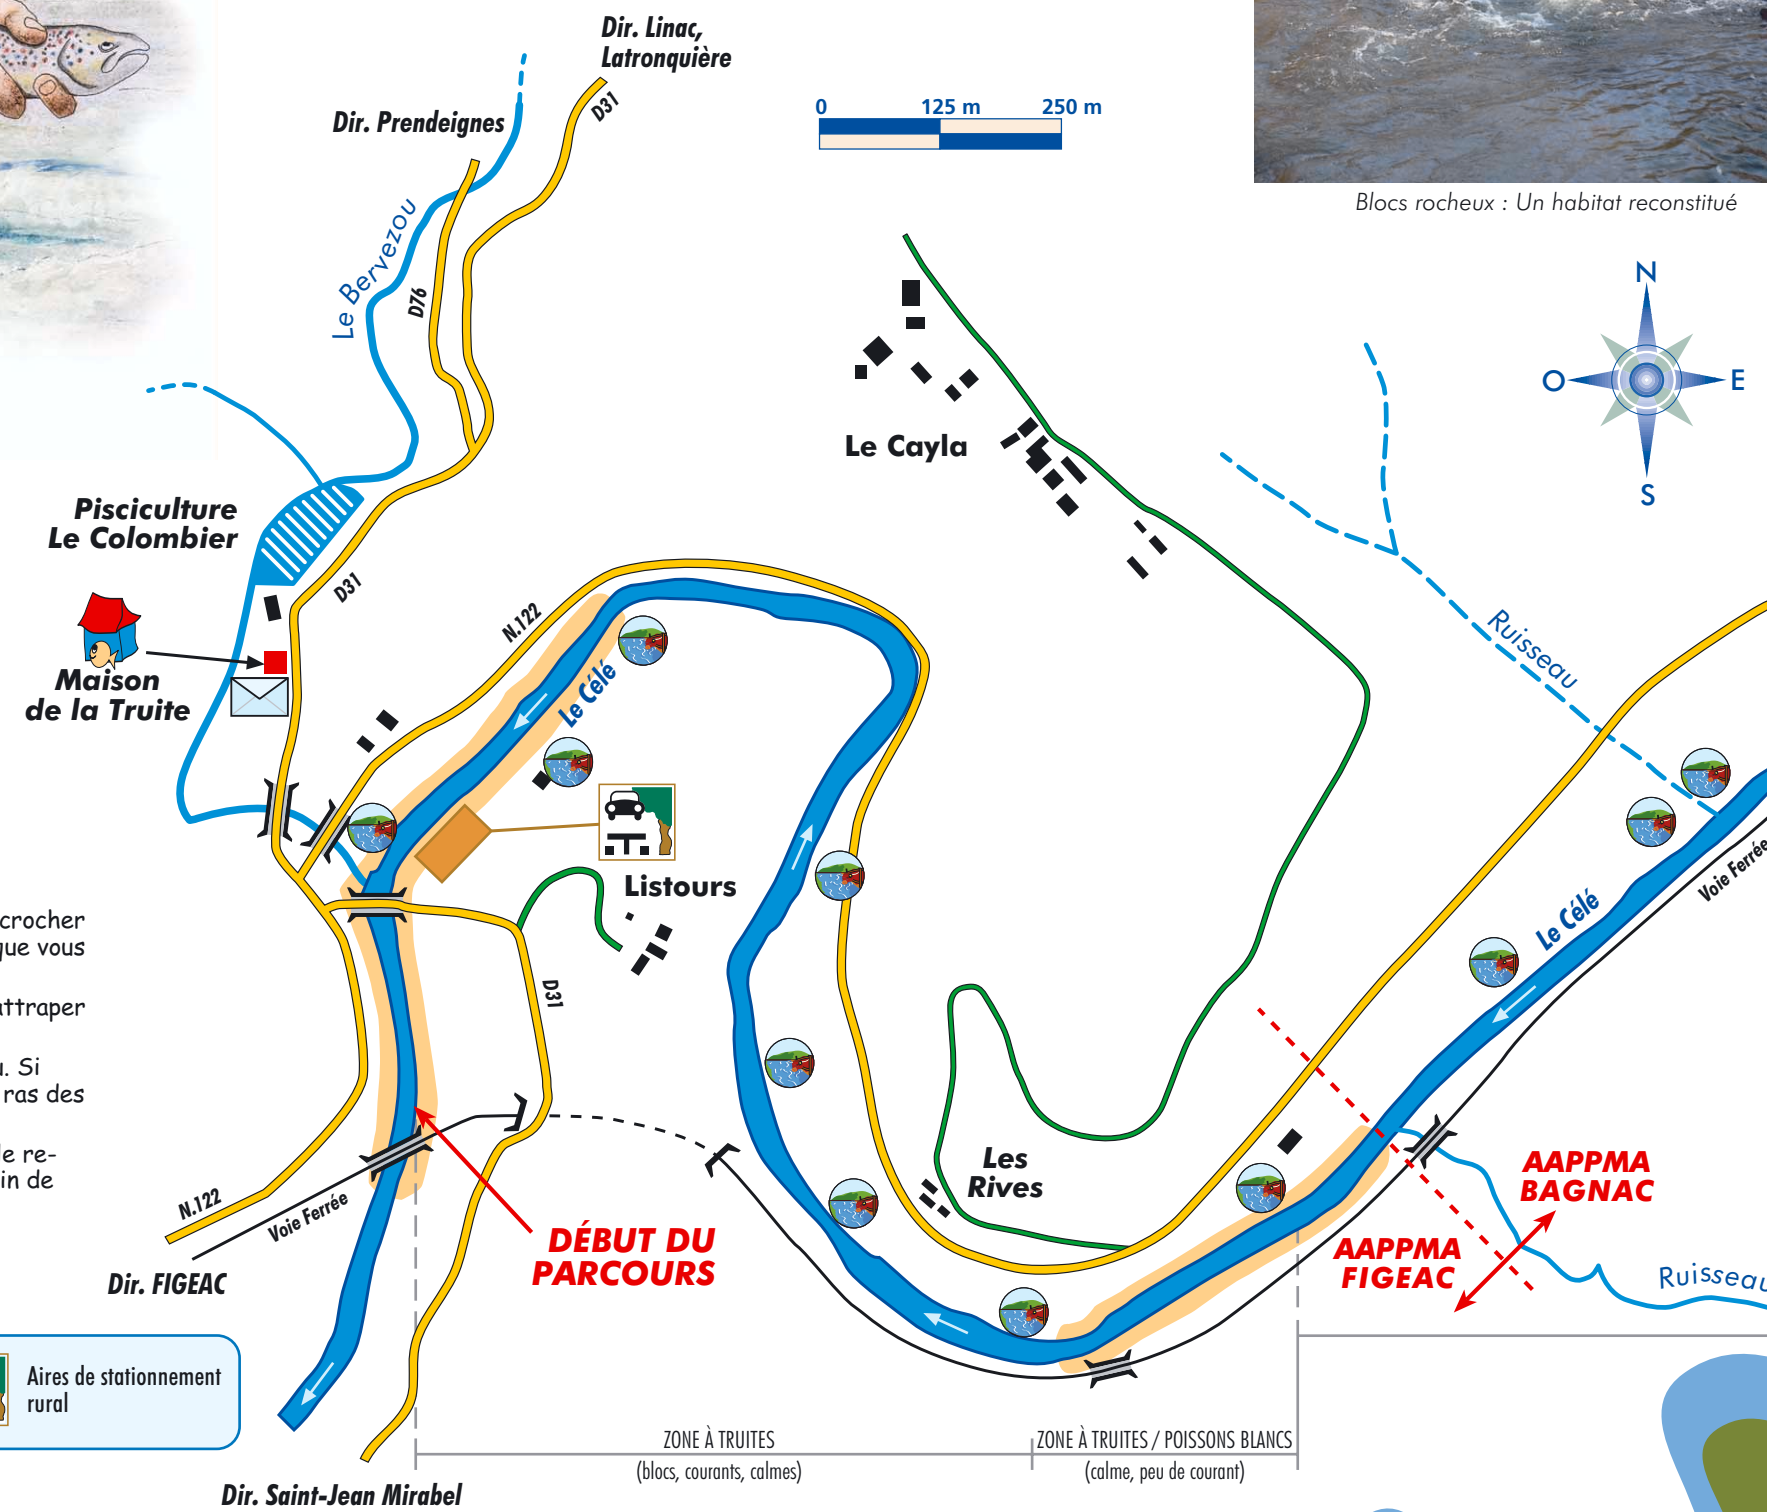 Dir. Linac,
Latronquière
D31
Dir. Prendeignes
0 125 m 250 m
Blocs rocheux : Un habitat reconstitué
Le Bervezou
D76
N
O E
S
Le Cayla
Pisciculture
Le Colombier
D31
N.122
Maison
de la Truite
Le Célé
Ruisseau
Voie Ferrée
Listours
Le Célé
crocher
que vous
attraper
. Si
ras des
le re-
in de
D31
Les
Rives
AAPPMA
BAGNAC
AAPPMA
FIGEAC
Ruisseau
N.122
Voie Ferrée
DÉBUT DU
PARCOURS
Dir. FIGEAC
Aires de stationnement
rural
ZONE À TRUITES
(blocs, courants, calmes)
ZONE À TRUITES / POISSONS BLANCS
(calme, peu de courant)
Dir. Saint-Jean Mirabel